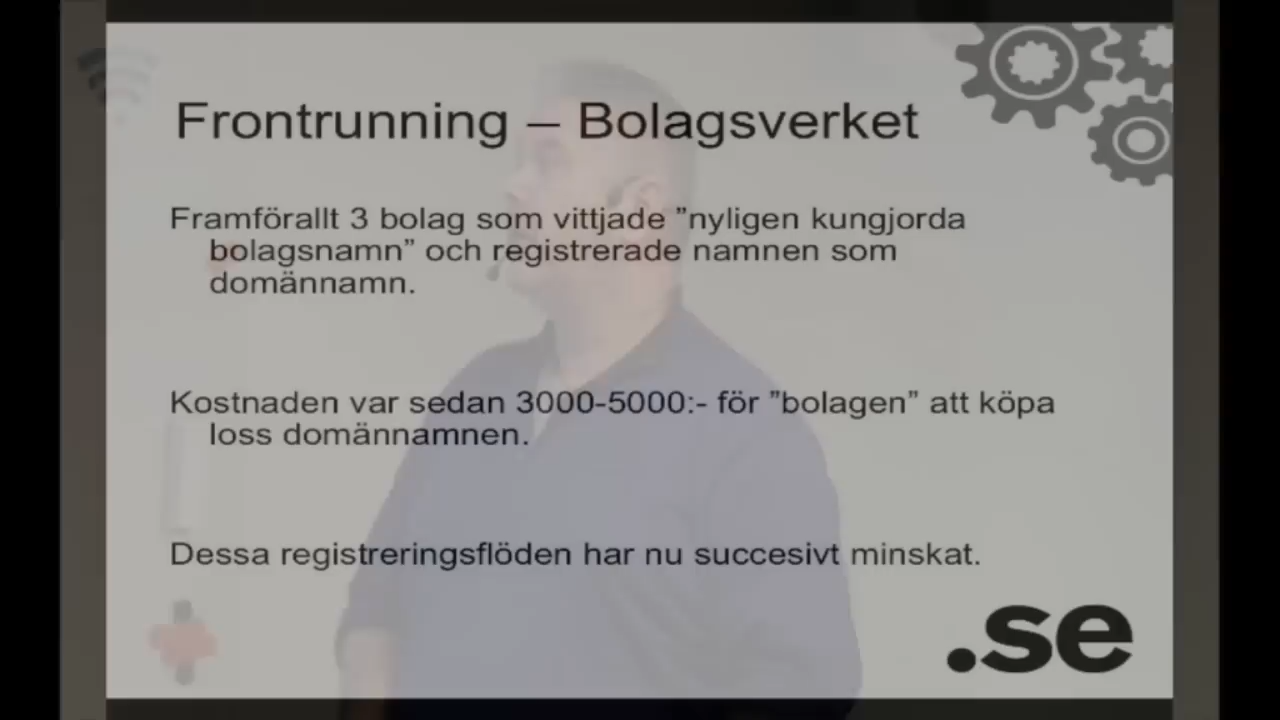 Frontrunning – Bolagsverket
Framförallt 3 bolag som vittjade ”nyligen kungjorda
bolagsnamn” och registrerade namnen som
domännamn.
Kostnaden var sedan 3000-5000:- för ”bolagen” att köpa
loss domännamnen.
Dessa registreringsflöden har nu succesivt minskat.
.se